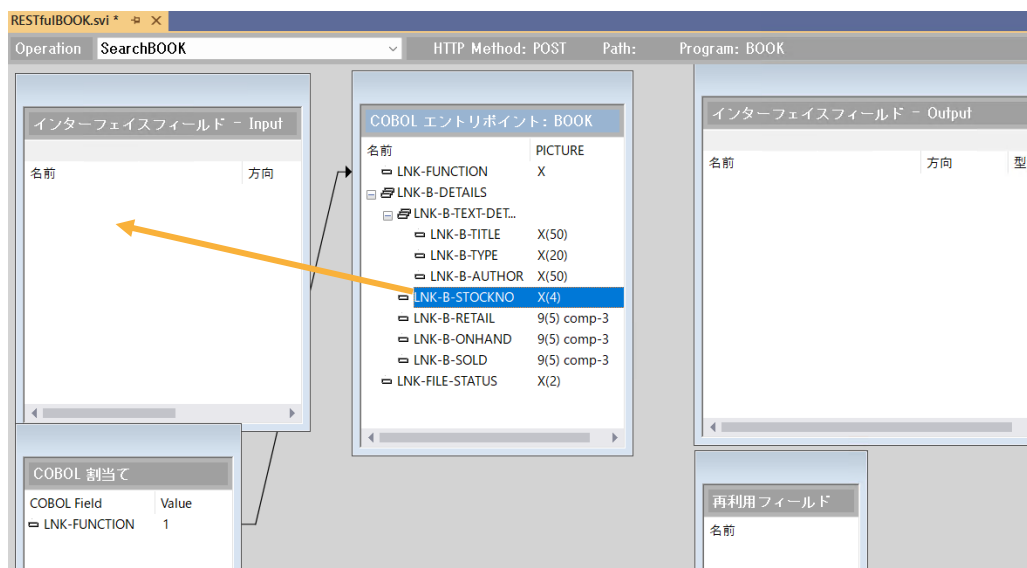 RESTfulBOOK.svi *
Operation SearchBOOK HTTP Method: POST Path: Program: BOOK
インターフェイスフィールド - Input
名前 方向
COBOL エントリポイント: BOOK
名前 PICTURE
LNK-FUNCTION X
LNK-B-DETAILS
LNK-B-TEXT-DET...
LNK-B-TITLE X(50)
LNK-B-TYPE X(20)
LNK-B-AUTHOR X(50)
LNK-B-STOCKNO X(4)
LNK-B-RETAIL 9(5) comp-3
LNK-B-ONHAND 9(5) comp-3
LNK-B-SOLD 9(5) comp-3
LNK-FILE-STATUS X(2)
インターフェイスフィールド - Output
名前 方向 型
COBOL 割当て
COBOL Field Value
LNK-FUNCTION 1
再利用フィールド
名前